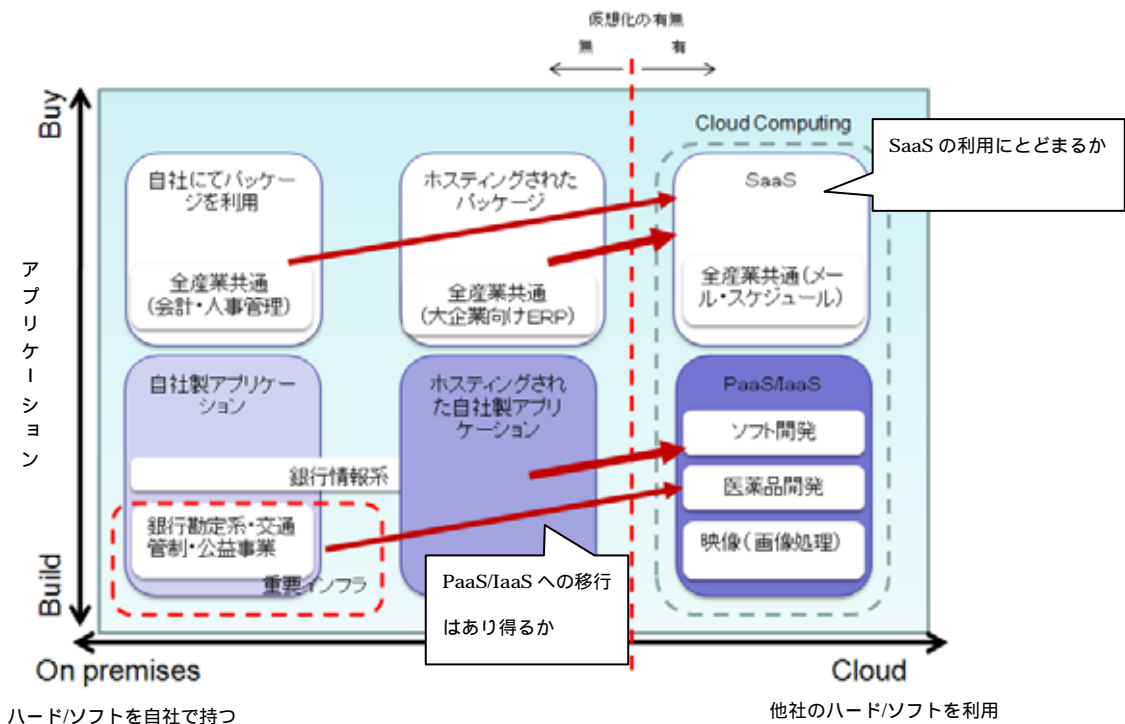 仮想化の有無
無
有
Buy
Cloud Computing
SaaS の利用にとどまるか
自社にてパッケー
ジを利用
ホスティングされた
パッケージ
SaaS
全産業共通
(会計・人事管理)
全産業共通
(大企業向けERP)
全産業共通(メー
ル・スケジュール)
アプリケーション
自社製アプリケー
ション
ホスティングされ
た自社製アプリ
ケーション
PaaS/IaaS
ソフト開発
銀行情報系
医薬品開発
銀行勘定系・交通
管制・公益事業
映像(画像処理)
重要インフラ
PaaS/IaaS への移行
はあり得るか
Build
On premises
Cloud
ハード/ソフトを自社で持つ
他社のハード/ソフトを利用